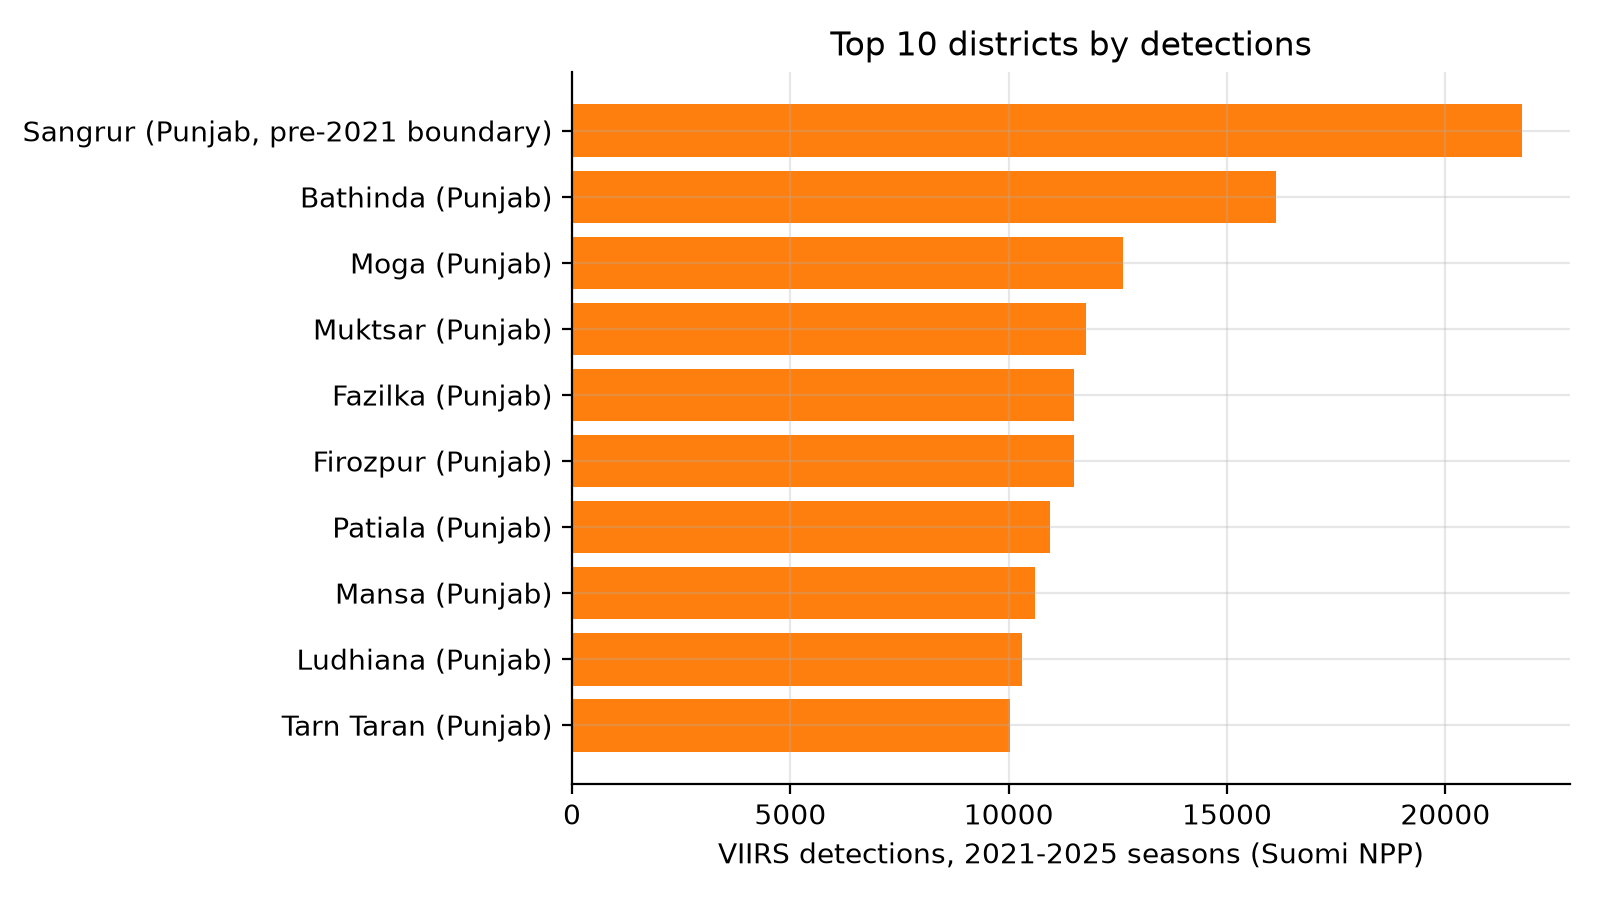 Top 10 districts by detections
Sangrur (Punjab, pre-2021 boundary)
Bathinda (Punjab)
Moga (Punjab)
Muktsar (Punjab)
Fazilka (Punjab)
Firozpur (Punjab)
Patiala (Punjab)
Mansa (Punjab)
Ludhiana (Punjab)
Tarn Taran (Punjab)
0 5000 10000 15000 20000
VIIRS detections, 2021-2025 seasons (Suomi NPP)